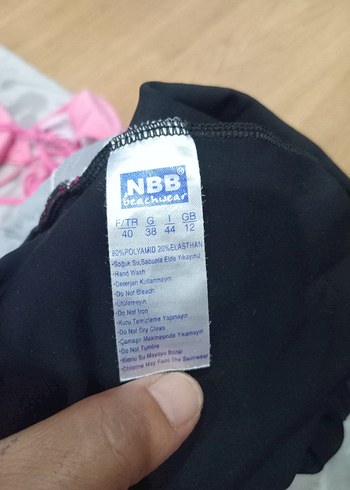 NBB®
beachwear
F/TR G I GB
40 38 44 12
80%POLYAMID 20%ELASTHAN
•Soğuk Su,Sabunla Elde Yıkayınız
•Hand Wash
•Deterjan Kullanmayın
•Do Not Bleach
•Ütülemeyin
•Do Not Iron
•Kuru Temizleme Yapmayın
•Do Not Dry Clean
•Çamaşır Makinesinde Yıkamayın
•Do Not Tumble
•Klorlu Su Mayoyu Bozar
•Chlorine May Faint The Swimwear